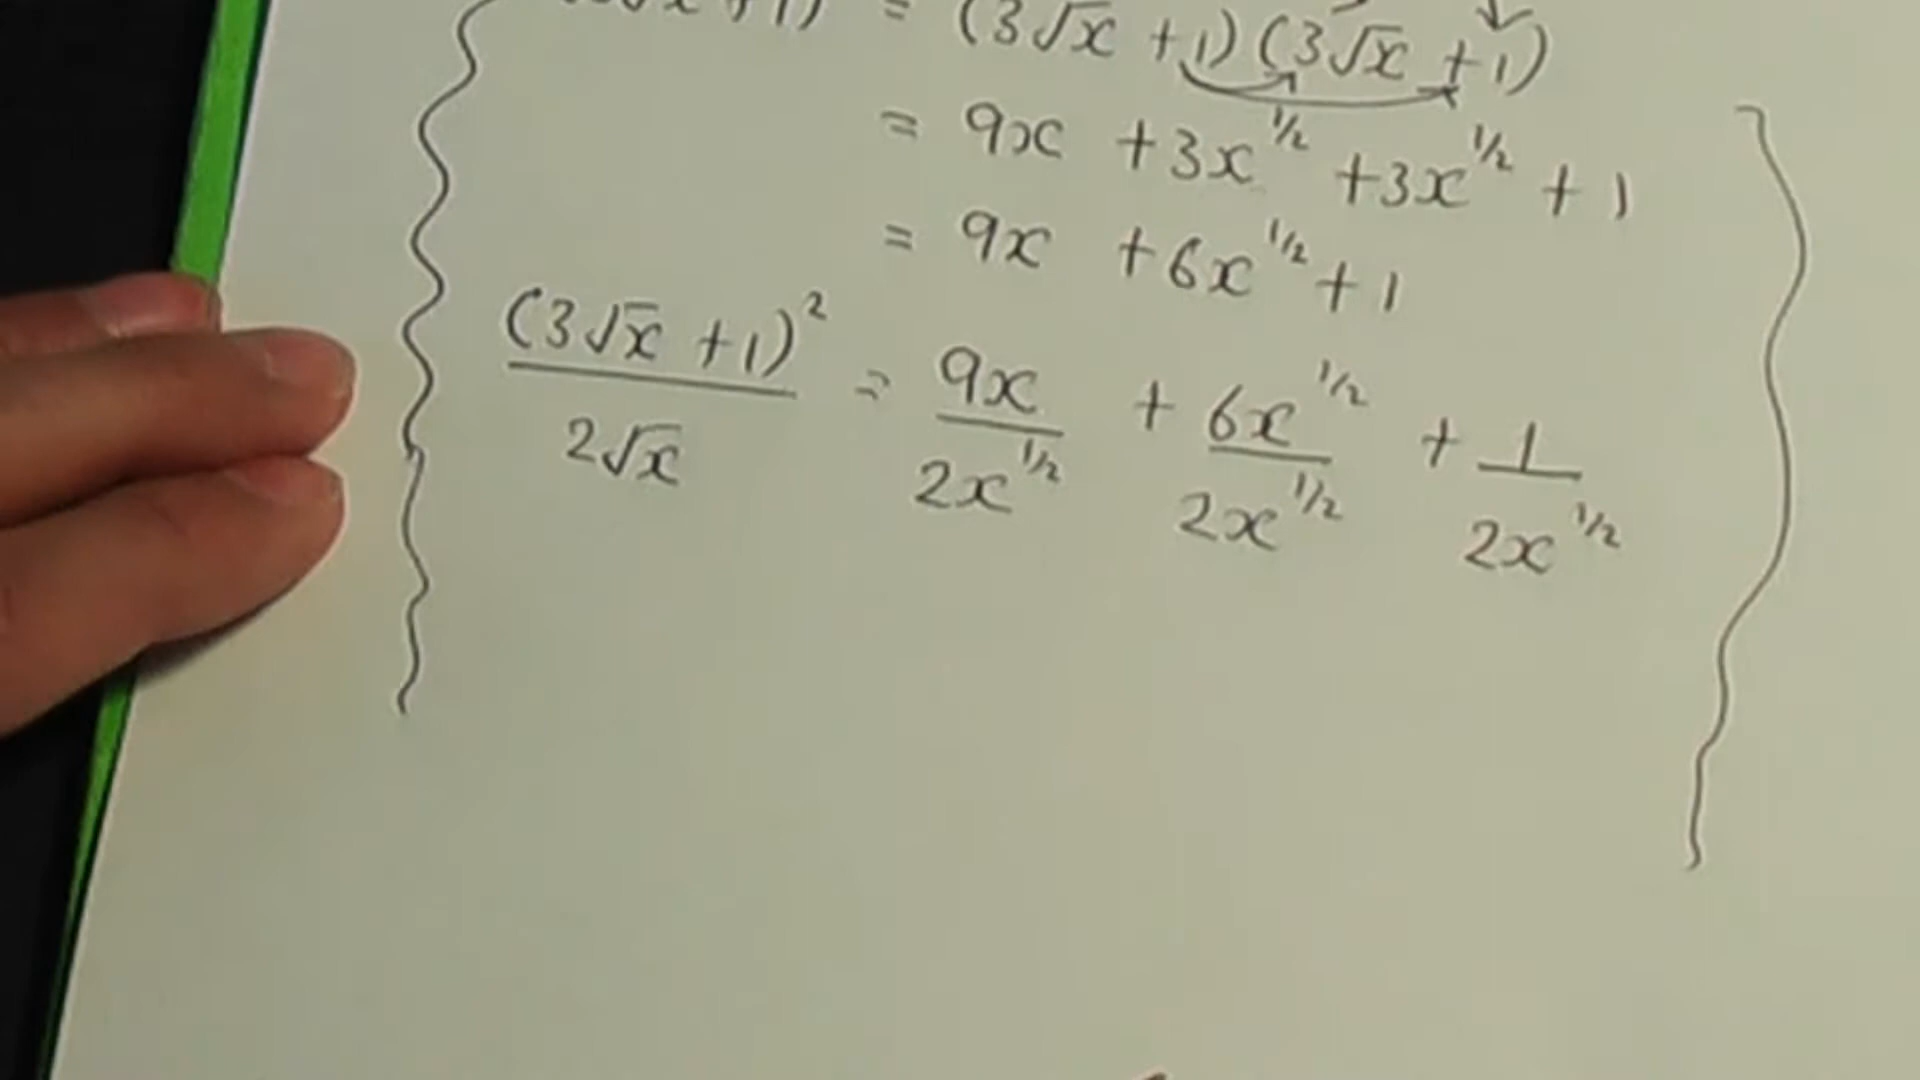 √x + 1) = (3√x + 1)(3√x + 1)
= 9x + 3x^1/2 + 3x^1/2 + 1
= 9x + 6x^1/2 + 1
(3√x + 1)² / 2√x = 9x / 2x^1/2 + 6x^1/2 / 2x^1/2 + 1 / 2x^1/2